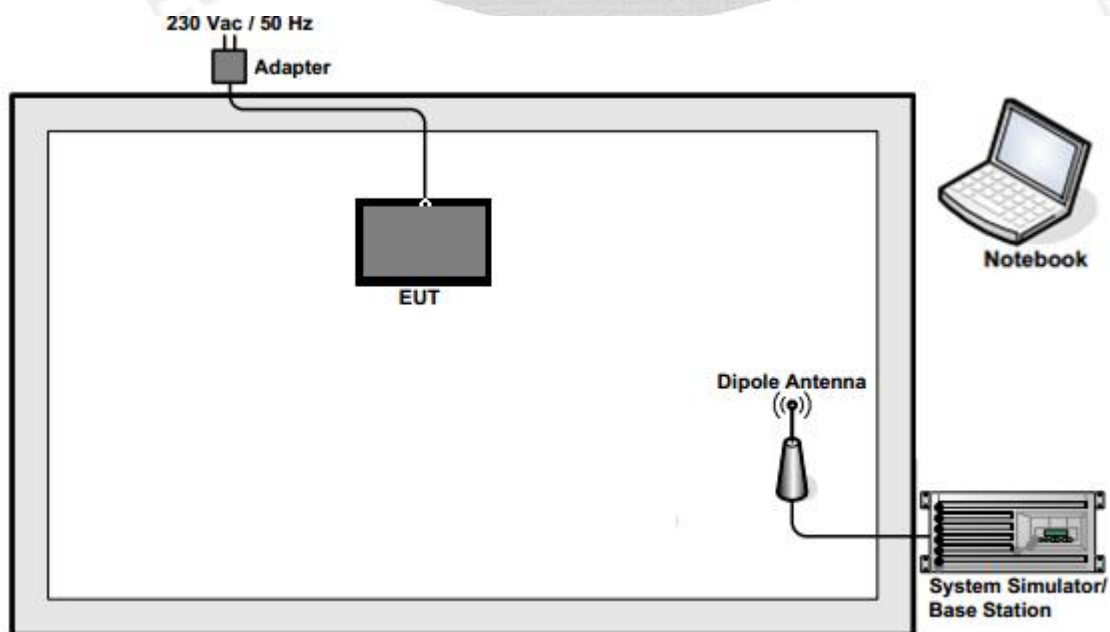 230 Vac / 50 Hz
Adapter
Notebook
EUT
Dipole Antenna
System Simulator/
Base Station